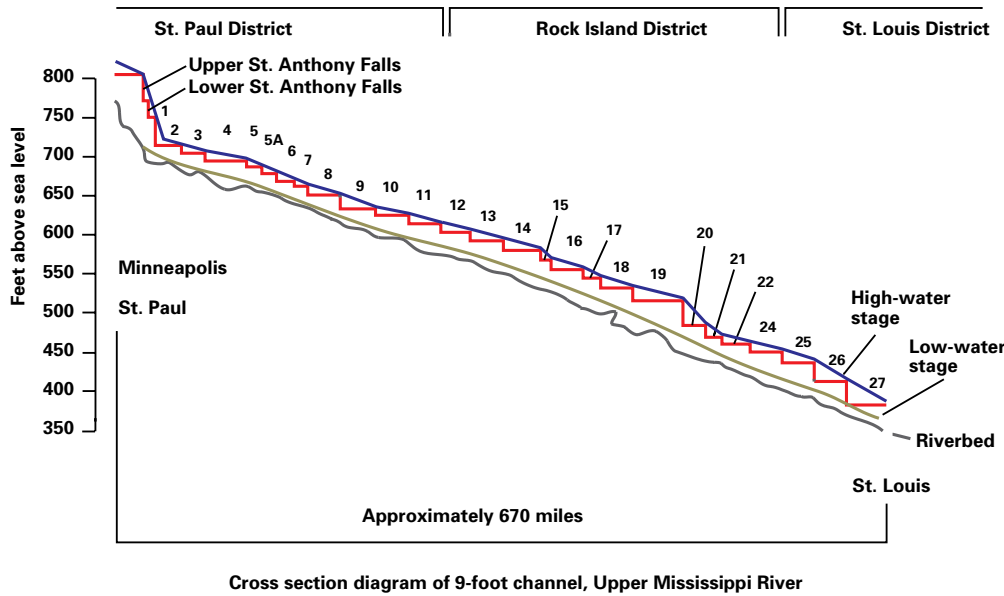 St. Paul District
Rock Island District
St. Louis District
Upper St. Anthony Falls
Lower St. Anthony Falls
Feet above sea level
800
750
700
650
600
550
500
450
400
350
1
2
3
4
5
5A
6
7
8
9
10
11
12
13
14
15
16
17
18
19
20
21
22
24
25
26
27
Minneapolis
St. Paul
High-water
stage
Low-water
stage
Riverbed
St. Louis
Approximately 670 miles
Cross section diagram of 9-foot channel, Upper Mississippi River